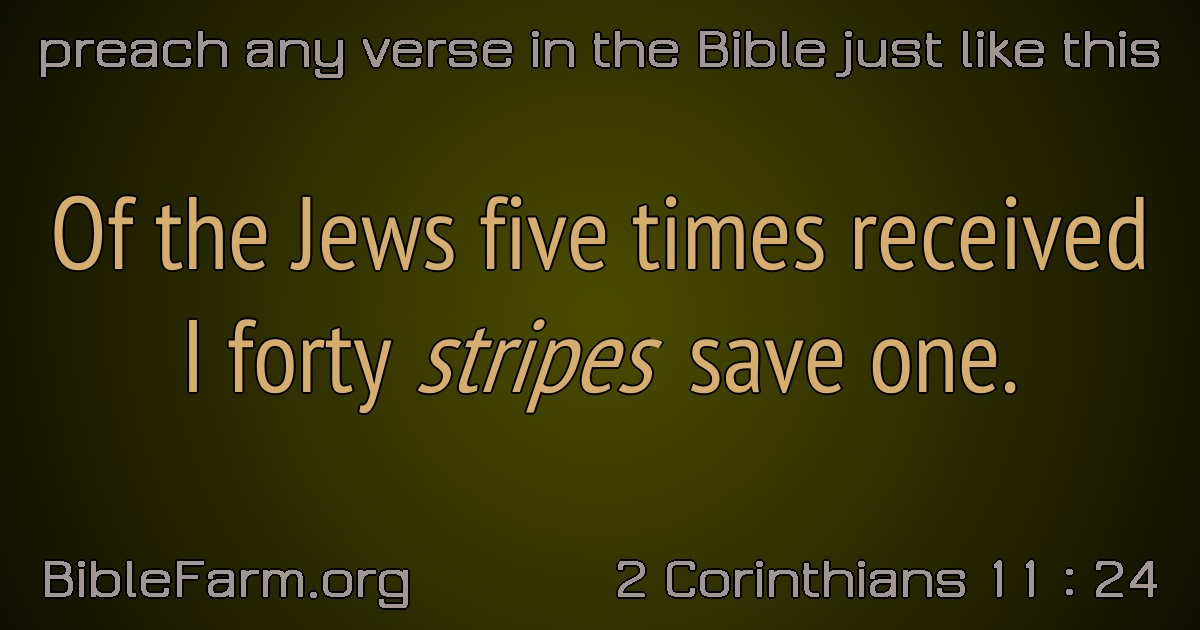 preach any verse in the Bible just like this
Of the Jews five times received
I forty stripes save one.
BibleFarm.org
2 Corinthians 11 : 24